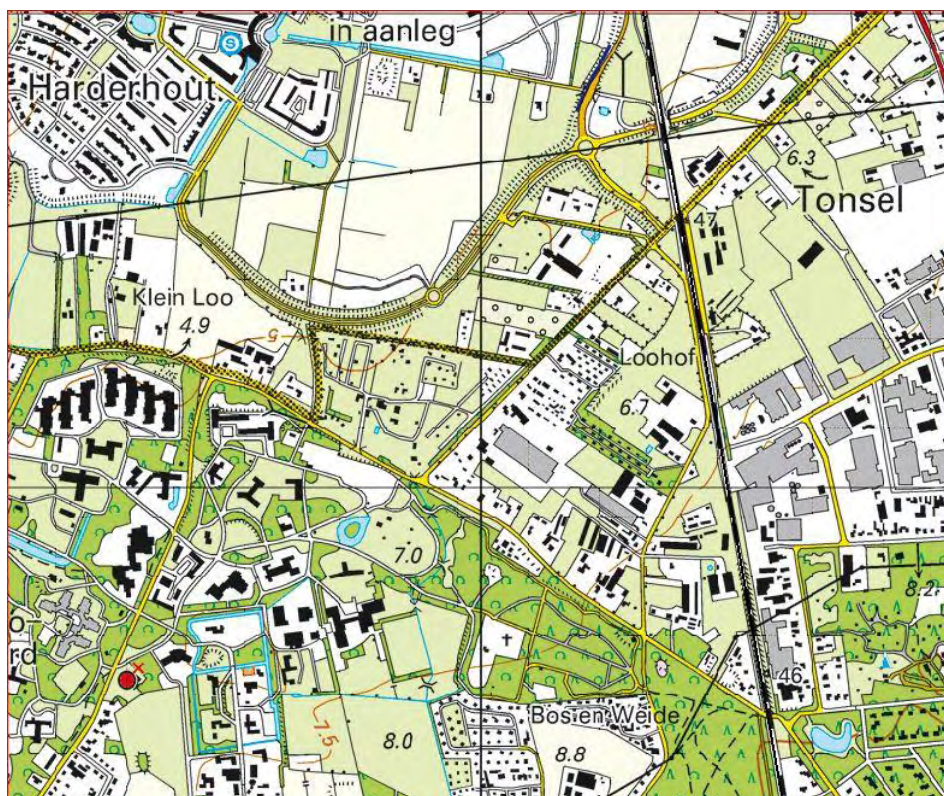 in aanleg
S
Harderhout
6.3
Tonsel
47
Klein Loo
4.9
5
Loohof
6.7
7.0
8.2
o-
rd
46
7.5
8.0
Bos en Weide
8.8